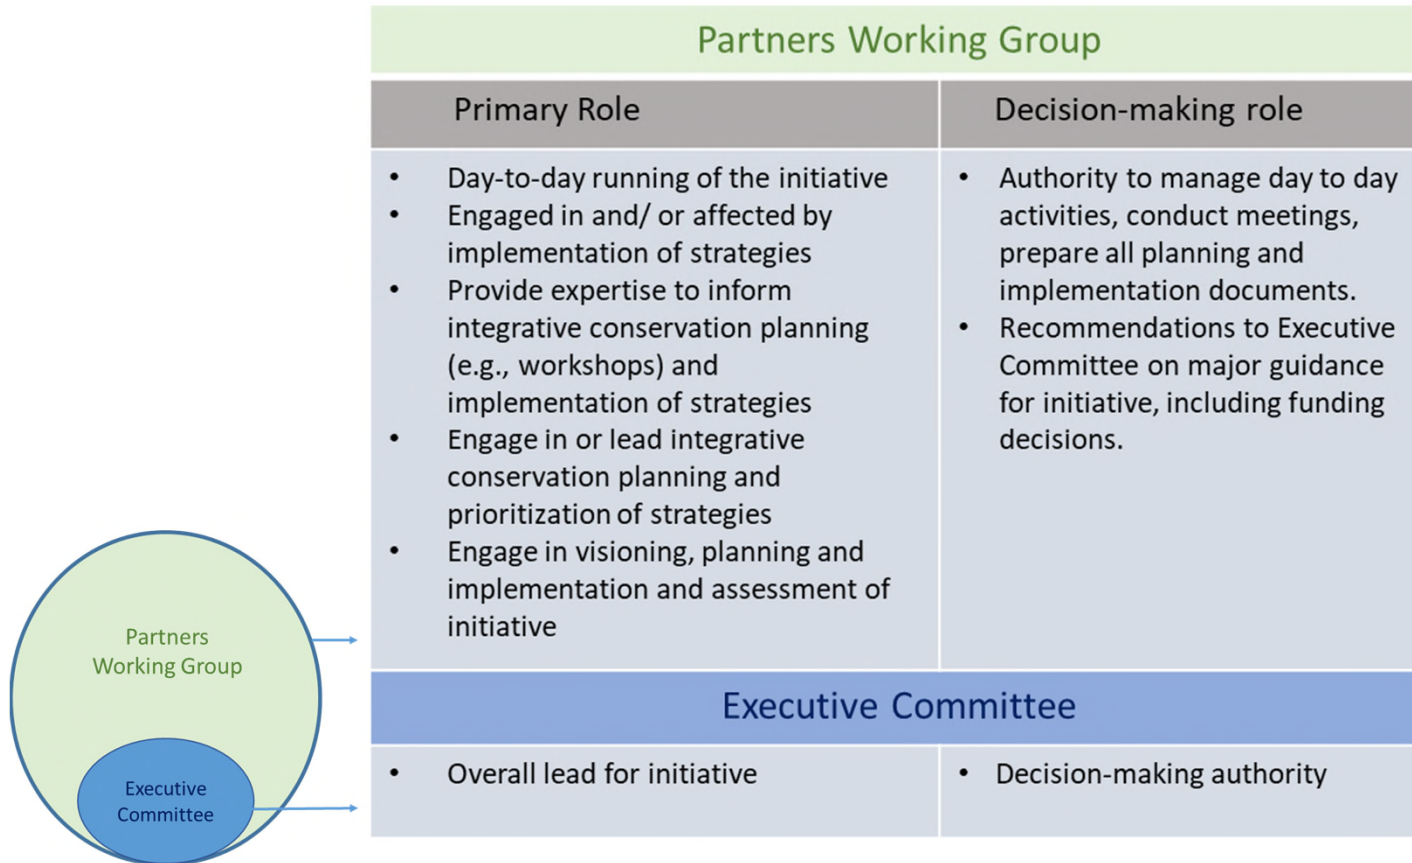 Partners Working Group
Primary Role
Decision-making role
• Day-to-day running of the initiative
• Engaged in and/ or affected by
implementation of strategies
• Provide expertise to inform
integrative conservation planning
(e.g., workshops) and
implementation of strategies
• Engage in or lead integrative
conservation planning and
prioritization of strategies
• Engage in visioning, planning and
implementation and assessment of
initiative
• Authority to manage day to day
activities, conduct meetings,
prepare all planning and
implementation documents.
• Recommendations to Executive
Committee on major guidance
for initiative, including funding
decisions.
Executive Committee
• Overall lead for initiative
• Decision-making authority
Partners
Working Group
Executive
Committee